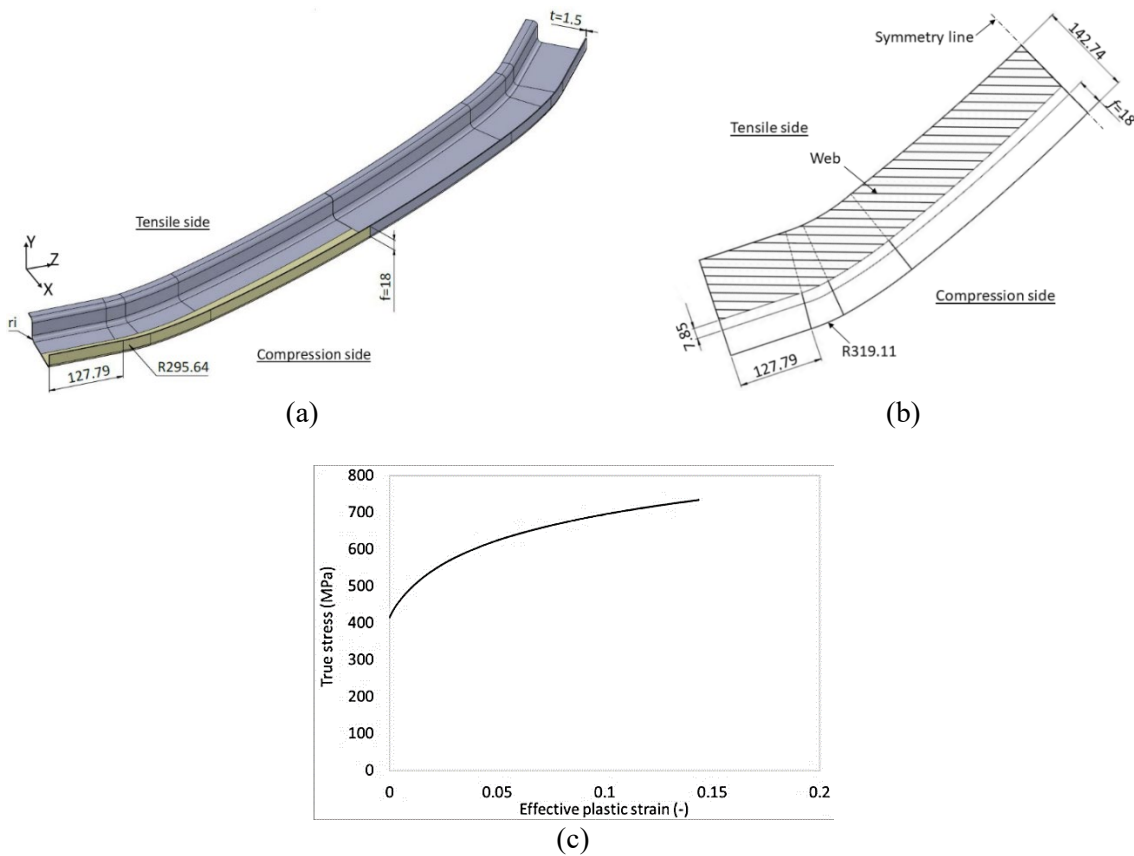 t=1.5
Tensile side
Y
Z
X
f=18
ri
Compression side
R295.64
127.79
(a)
Symmetry line
142.74
f=18
Tensile side
Web
Compression side
7.85
R319.11
127.79
(b)
800
700
600
500
400
300
200
100
0
True stress (MPa)
0
0.05
0.1
0.15
0.2
Effective plastic strain (-)
(c)